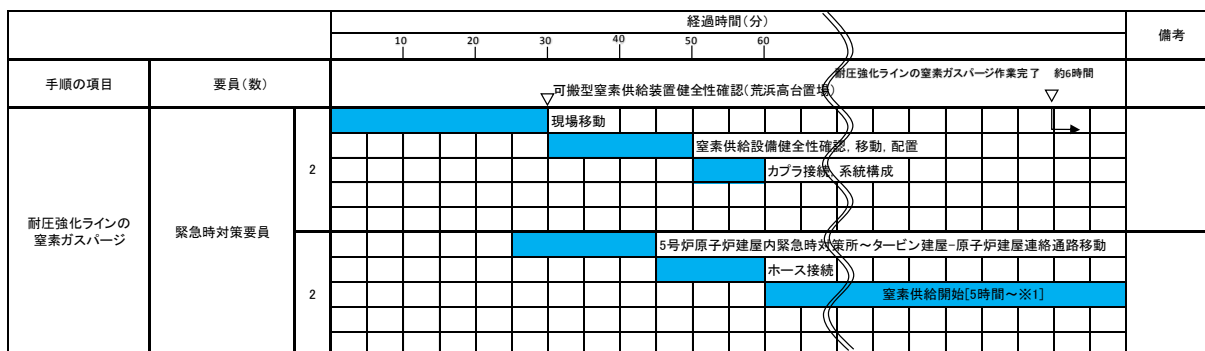 経過時間(分)
備考
10 20 30 40 50 60
手順の項目
要員(数)
耐圧強化ラインの窒素ガスパージ作業完了 約6時間
可搬型窒素供給装置健全性確認(荒浜高台置場)
耐圧強化ラインの
窒素ガスパージ
緊急時対策要員
2
現場移動
窒素供給設備健全性確認, 移動, 配置
カプラ接続, 系統構成
2
5号炉原子炉建屋内緊急時対策所～タービン建屋-原子炉建屋連絡通路移動
ホース接続
窒素供給開始[5時間～※1]